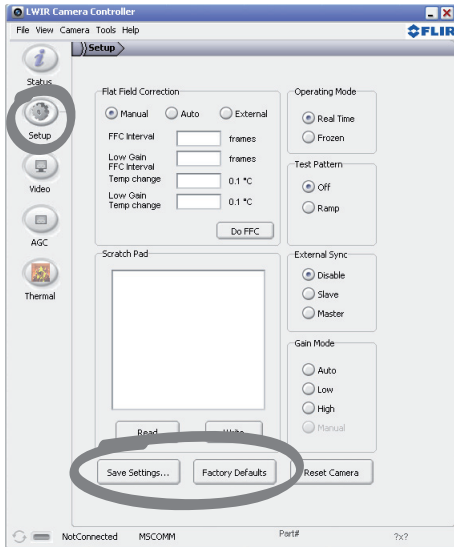 LWIR Camera Controller
File View Camera Tools Help
FLIR
Setup
Status
Setup
Video
AGC
Thermal
Flat Field Correction
Manual Auto External
FFC Interval frames
Low Gain
FFC Interval frames
Temp change 0.1 °C
Low Gain
Temp change 0.1 °C
Do FFC
Scratch Pad
Read Write
Operating Mode
Real Time
Frozen
Test Pattern
Off
Ramp
External Sync
Disable
Slave
Master
Gain Mode
Auto
Low
High
Manual
Save Settings... Factory Defaults Reset Camera
NotConnected MSCOMM Part# ?x?